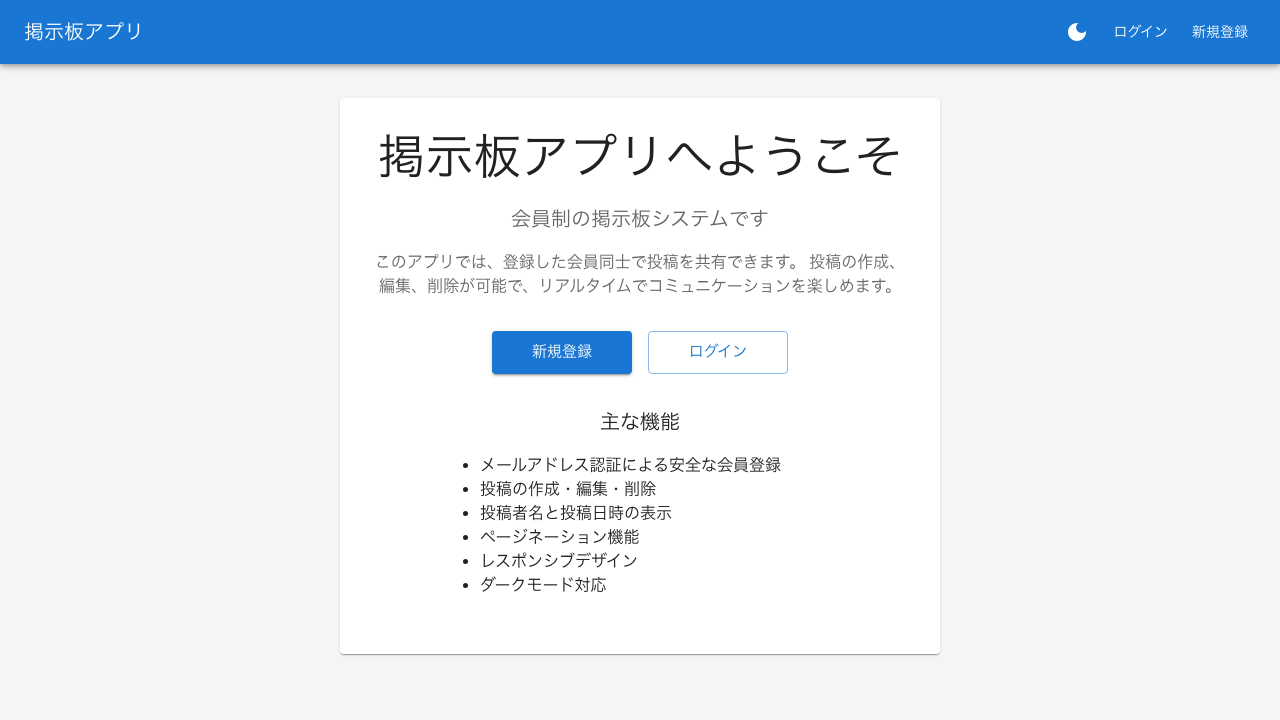 掲示板アプリ
ログイン
新規登録
掲示板アプリへようこそ
会員制の掲示板システムです
このアプリでは、登録した会員同士で投稿を共有できます。 投稿の作成、
編集、削除が可能で、リアルタイムでコミュニケーションを楽しめます。
新規登録
ログイン
主な機能
• メールアドレス認証による安全な会員登録
• 投稿の作成・編集・削除
• 投稿者名と投稿日時の表示
• ページネーション機能
• レスポンシブデザイン
• ダークモード対応